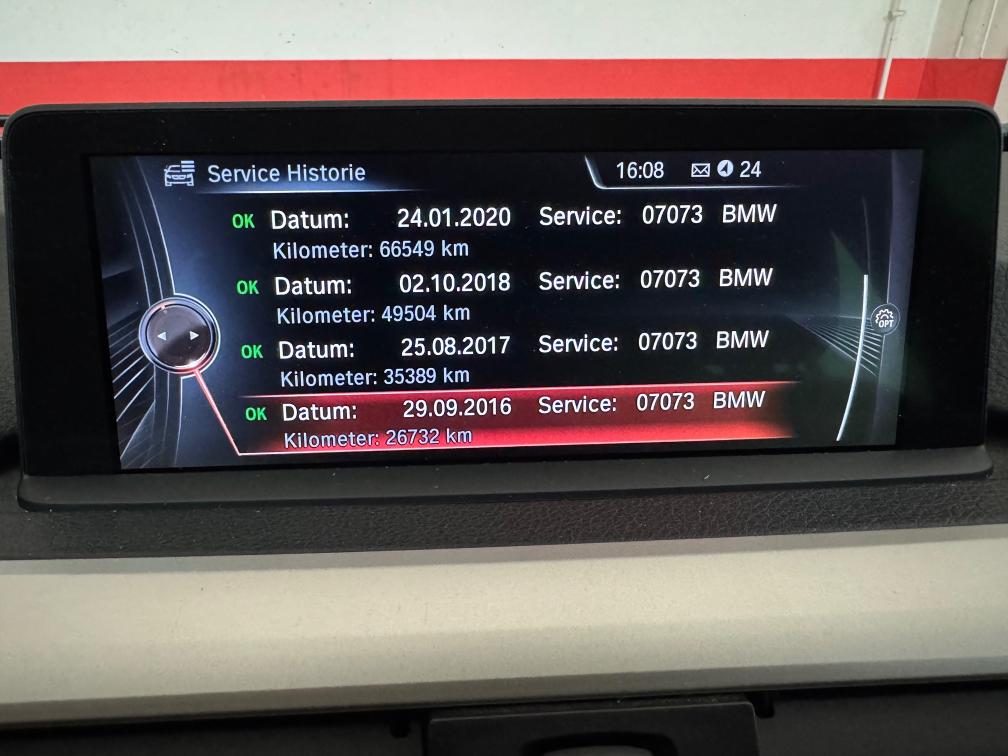 Service Historie 16:08 24
OK Datum: 24.01.2020 Service: 07073 BMW
Kilometer: 66549 km
OK Datum: 02.10.2018 Service: 07073 BMW
Kilometer: 49504 km
OK Datum: 25.08.2017 Service: 07073 BMW
Kilometer: 35389 km
OK Datum: 29.09.2016 Service: 07073 BMW
Kilometer: 26732 km
OPT